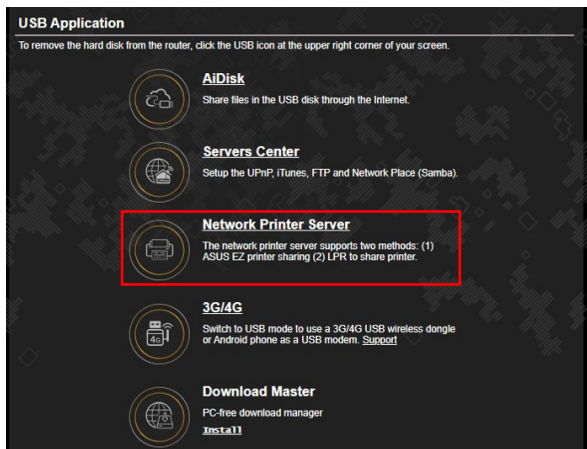 USB Application
To remove the hard disk from the router, click the USB icon at the upper right corner of your screen.
AiDisk
Share files in the USB disk through the Internet.
Servers Center
Setup the UPnP, iTunes, FTP and Network Place (Samba).
Network Printer Server
The network printer server supports two methods: (1)
ASUS EZ printer sharing (2) LPR to share printer.
3G/4G
4G
Switch to USB mode to use a 3G/4G USB wireless dongle
or Android phone as a USB modem. Support
Download Master
PC-free download manager
Install